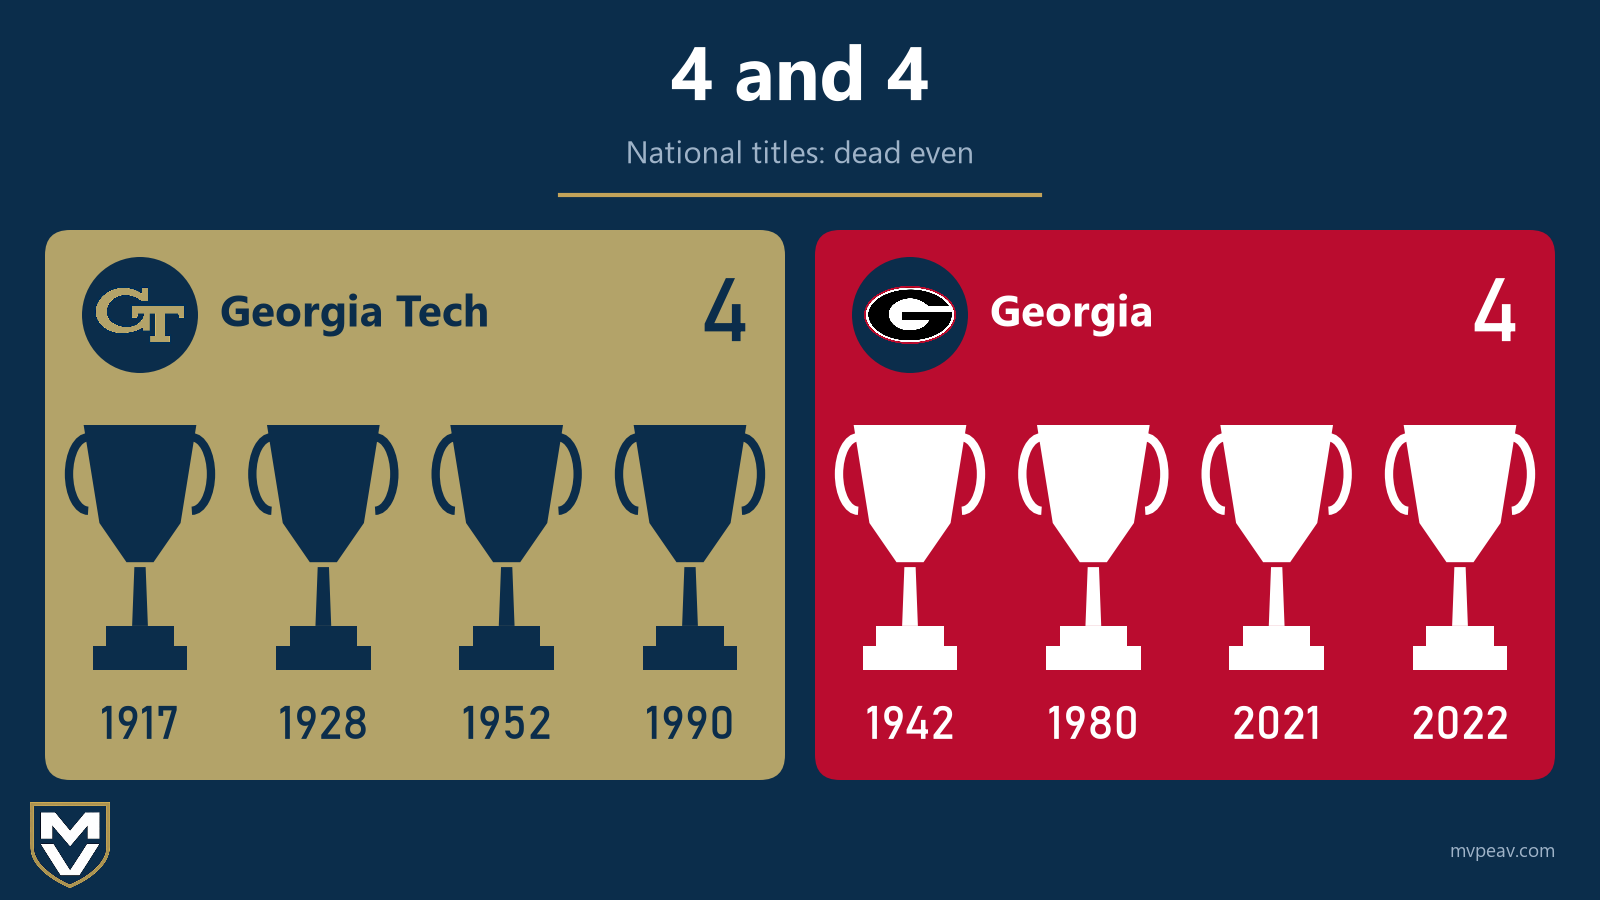 4 and 4
National titles: dead even
GT Georgia Tech 4
1917 1928 1952 1990
G Georgia 4
1942 1980 2021 2022
MV
mvpeav.com